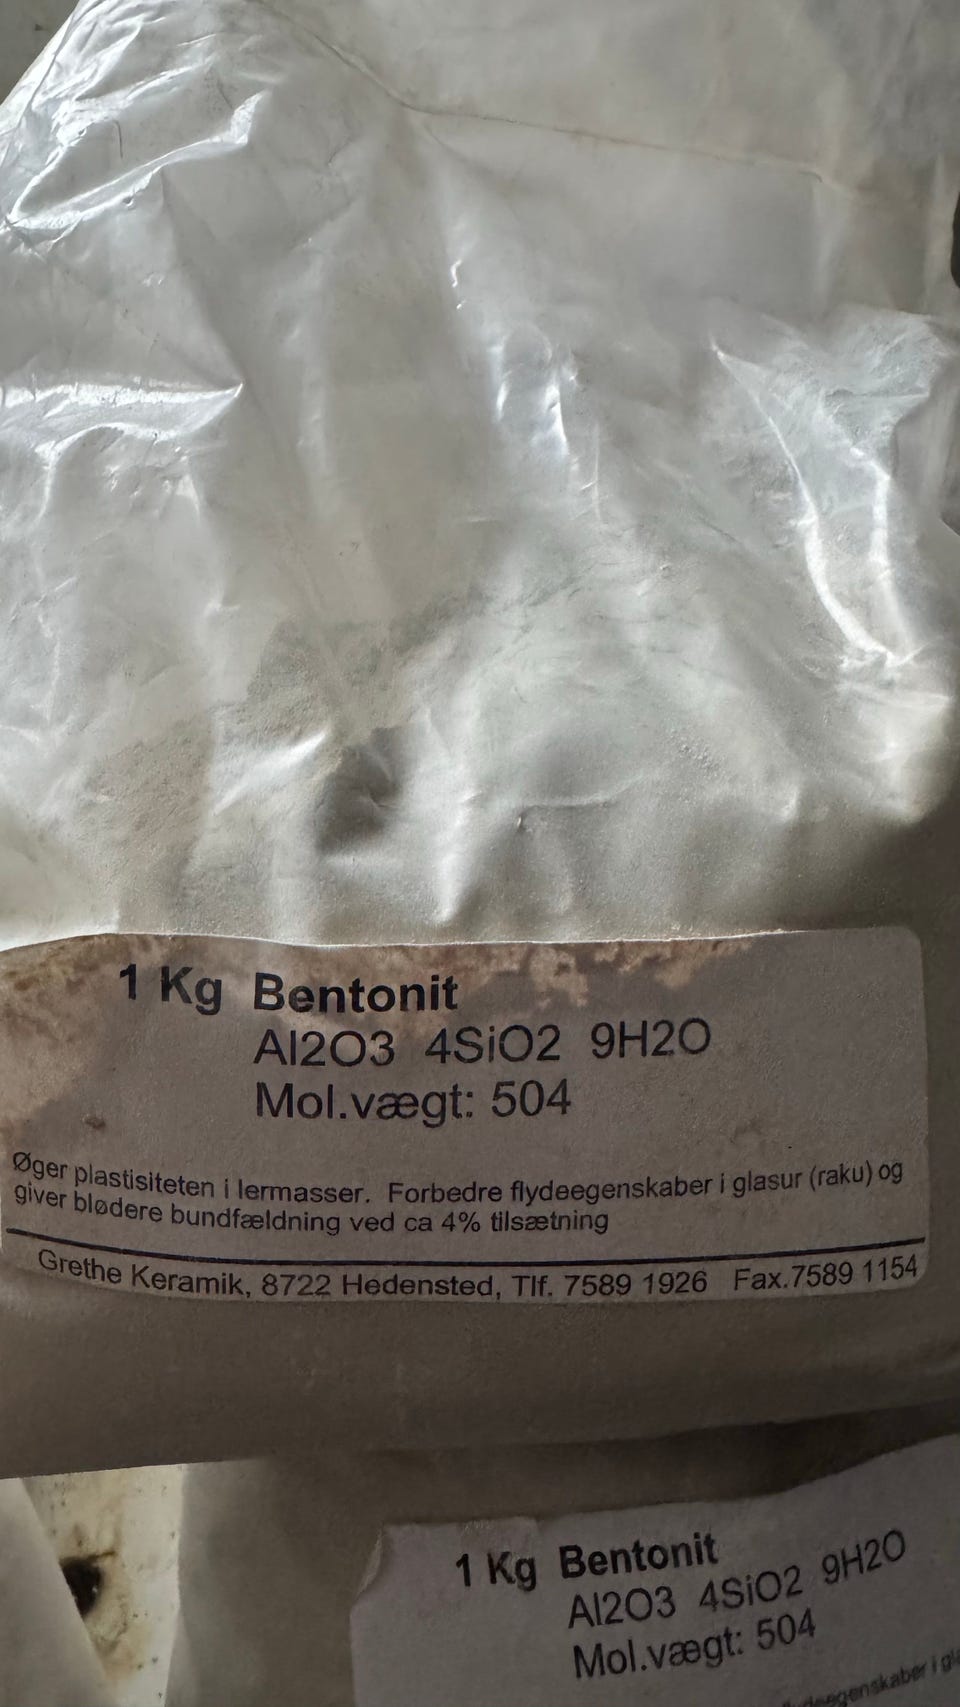 1 Kg Bentonit
Al2O3 4SiO2 9H2O
Mol.vægt: 504
Øger plastisiteten i lermasser. Forbedre flydeegenskaber i glasur (raku) og
giver blødere bundfældning ved ca 4% tilsætning
Grethe Keramik, 8722 Hedensted, Tlf. 7589 1926 Fax.7589 1154
1 Kg Bentonit
Al2O3 4SiO2 9H2O
Mol.vægt: 504
flydeegenskaber i